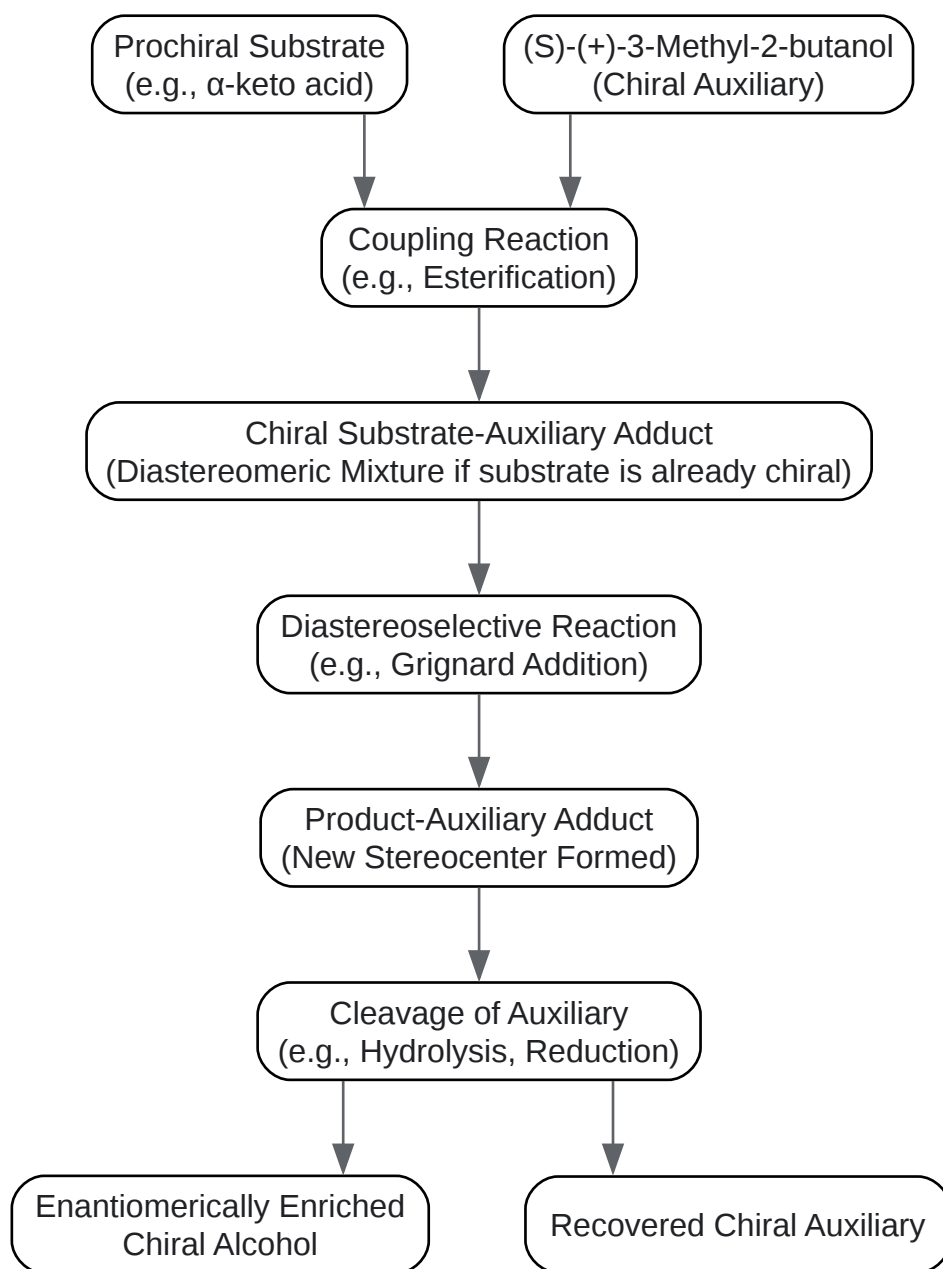 Prochiral Substrate
(e.g., α-keto acid)
(S)-(+)-3-Methyl-2-butanol
(Chiral Auxiliary)
Coupling Reaction
(e.g., Esterification)
Chiral Substrate-Auxiliary Adduct
(Diastereomeric Mixture if substrate is already chiral)
Diastereoselective Reaction
(e.g., Grignard Addition)
Product-Auxiliary Adduct
(New Stereocenter Formed)
Cleavage of Auxiliary
(e.g., Hydrolysis, Reduction)
Enantiomerically Enriched
Chiral Alcohol
Recovered Chiral Auxiliary